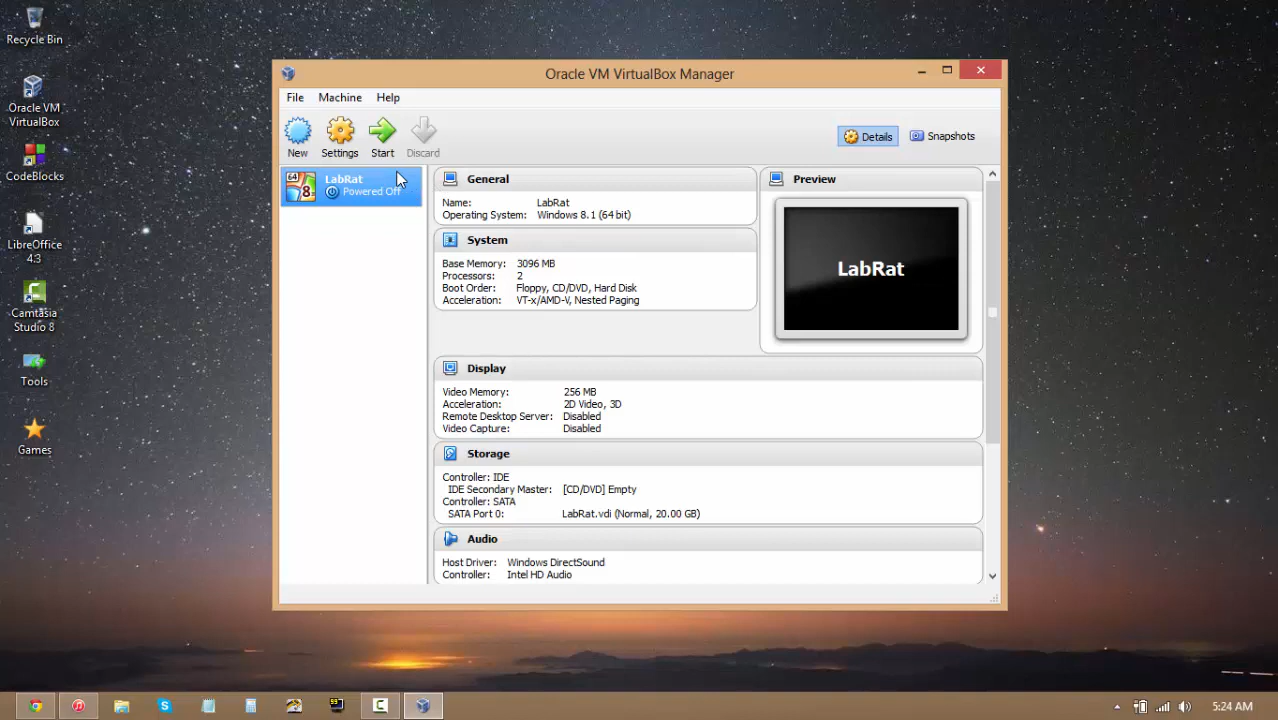 Recycle Bin
Oracle VM
VirtualBox
CodeBlocks
LibreOffice
4.3
Camtasia
Studio 8
Tools
Games
Oracle VM VirtualBox Manager
File Machine Help
New Settings Start Discard
Details Snapshots
64
8
LabRat
Powered Off
General
Name: LabRat
Operating System: Windows 8.1 (64 bit)
System
Base Memory: 3096 MB
Processors: 2
Boot Order: Floppy, CD/DVD, Hard Disk
Acceleration: VT-x/AMD-V, Nested Paging
Preview
LabRat
Display
Video Memory: 256 MB
Acceleration: 2D Video, 3D
Remote Desktop Server: Disabled
Video Capture: Disabled
Storage
Controller: IDE
IDE Secondary Master: [CD/DVD] Empty
Controller: SATA
SATA Port 0: LabRat.vdi (Normal, 20.00 GB)
Audio
Host Driver: Windows DirectSound
Controller: Intel HD Audio
5:24 AM